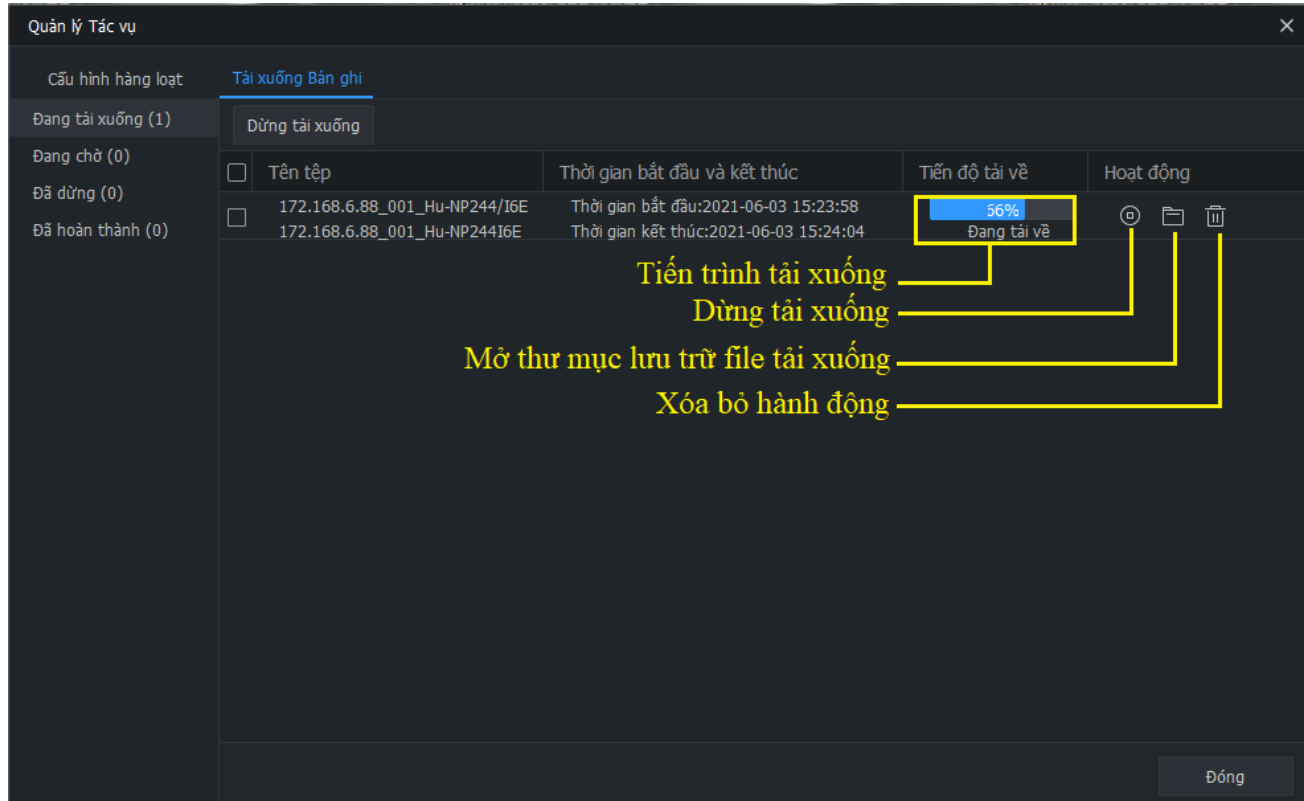 Quản lý Tác vụ
Cấu hình hàng loạt
Tải xuống Bản ghi
Đang tải xuống (1)
Dừng tải xuống
Đang chờ (0)
Đã dừng (0)
Đã hoàn thành (0)
Tên tệp
Thời gian bắt đầu và kết thúc
Tiến độ tải về
Hoạt động
172.168.6.88_001_Hu-NP244/I6E
Thời gian bắt đầu:2021-06-03 15:23:58
172.168.6.88_001_Hu-NP244I6E
Thời gian kết thúc:2021-06-03 15:24:04
Đang tải về
Tiến trình tải xuống
Dừng tải xuống
Mở thư mục lưu trữ file tải xuống
Xóa bỏ hành động
Đóng